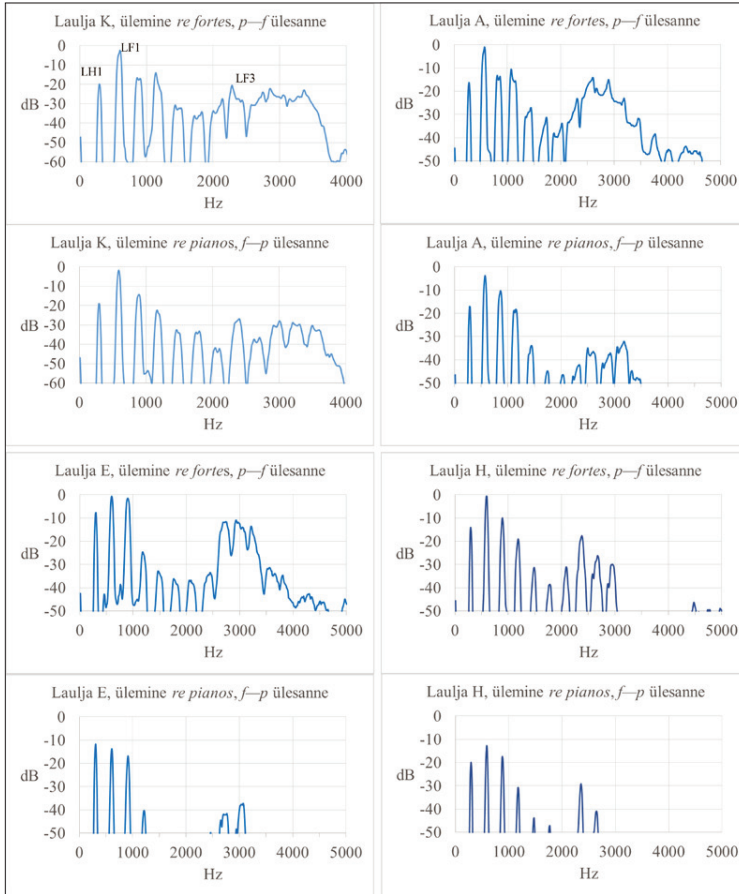 Laulja K, ülemine re fortes, p—f ülesanne
0
LF1
-10
LH1
LF3
-20
dB
-30
-40
-50
-60
0 1000 2000 3000 4000
Hz
Laulja A, ülemine re fortes, p—f ülesanne
0
-10
-20
dB
-30
-40
-50
0 1000 2000 3000 4000 5000
Hz
Laulja K, ülemine re pianos, f—p ülesanne
0
-10
-20
dB
-30
-40
-50
-60
0 1000 2000 3000 4000
Hz
Laulja A, ülemine re pianos, f—p ülesanne
0
-10
-20
dB
-30
-40
-50
0 1000 2000 3000 4000 5000
Hz
Laulja E, ülemine re fortes, p—f ülesanne
0
-10
-20
dB
-30
-40
-50
0 1000 2000 3000 4000 5000
Hz
Laulja H, ülemine re fortes, p—f ülesanne
0
-10
-20
dB
-30
-40
-50
0 1000 2000 3000 4000 5000
Hz
Laulja E, ülemine re pianos, f—p ülesanne
0
-10
-20
dB
-30
-40
-50
0 1000 2000 3000 4000 5000
Hz
Laulja H, ülemine re pianos, f—p ülesanne
0
-10
-20
dB
-30
-40
-50
0 1000 2000 3000 4000 5000
Hz